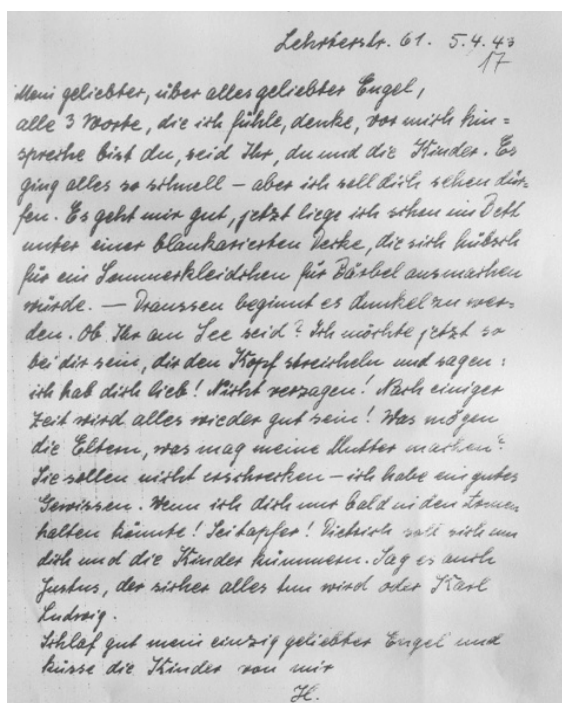 Lehrterstr. 61. 5.4.43
17
Mein geliebter, über alles geliebter Engel,
alle 3 Worte, die ich fühle, denke, vor mich hin=
spreche bist du, seid Ihr, du und die Kinder. Es
ging alles so schnell – aber ich soll dich sehen dür-
fen. Es geht mir gut, jetzt liege ich schon im Bett
unter einer blaukarierten Decke, die sich hübsch
für ein Sommerkleidchen für Bärbel ausmachen
würde. — Draussen beginnt es dunkel zu wer-
den. Ob Ihr am See seid? Ich möchte jetzt so
bei dir sein, dir den Kopf streicheln und sagen:
ich hab dich lieb! Nicht verzagen! Nach einiger
Zeit wird alles wieder gut sein! Was mögen
die Eltern, was mag meine Mutter machen?
Sie sollen nicht erschrecken – ich habe ein gutes
Gewissen. Wenn ich dich nur bald in den Armen
halten könnte! Sei tapfer! Dietrich soll sich um
dich und die Kinder kümmern. Sag es auch
Justus, der sicher alles tun wird oder Karl
Ludwig.
Schlaf gut mein einzig geliebter Engel und
küsse die Kinder von mir
H.